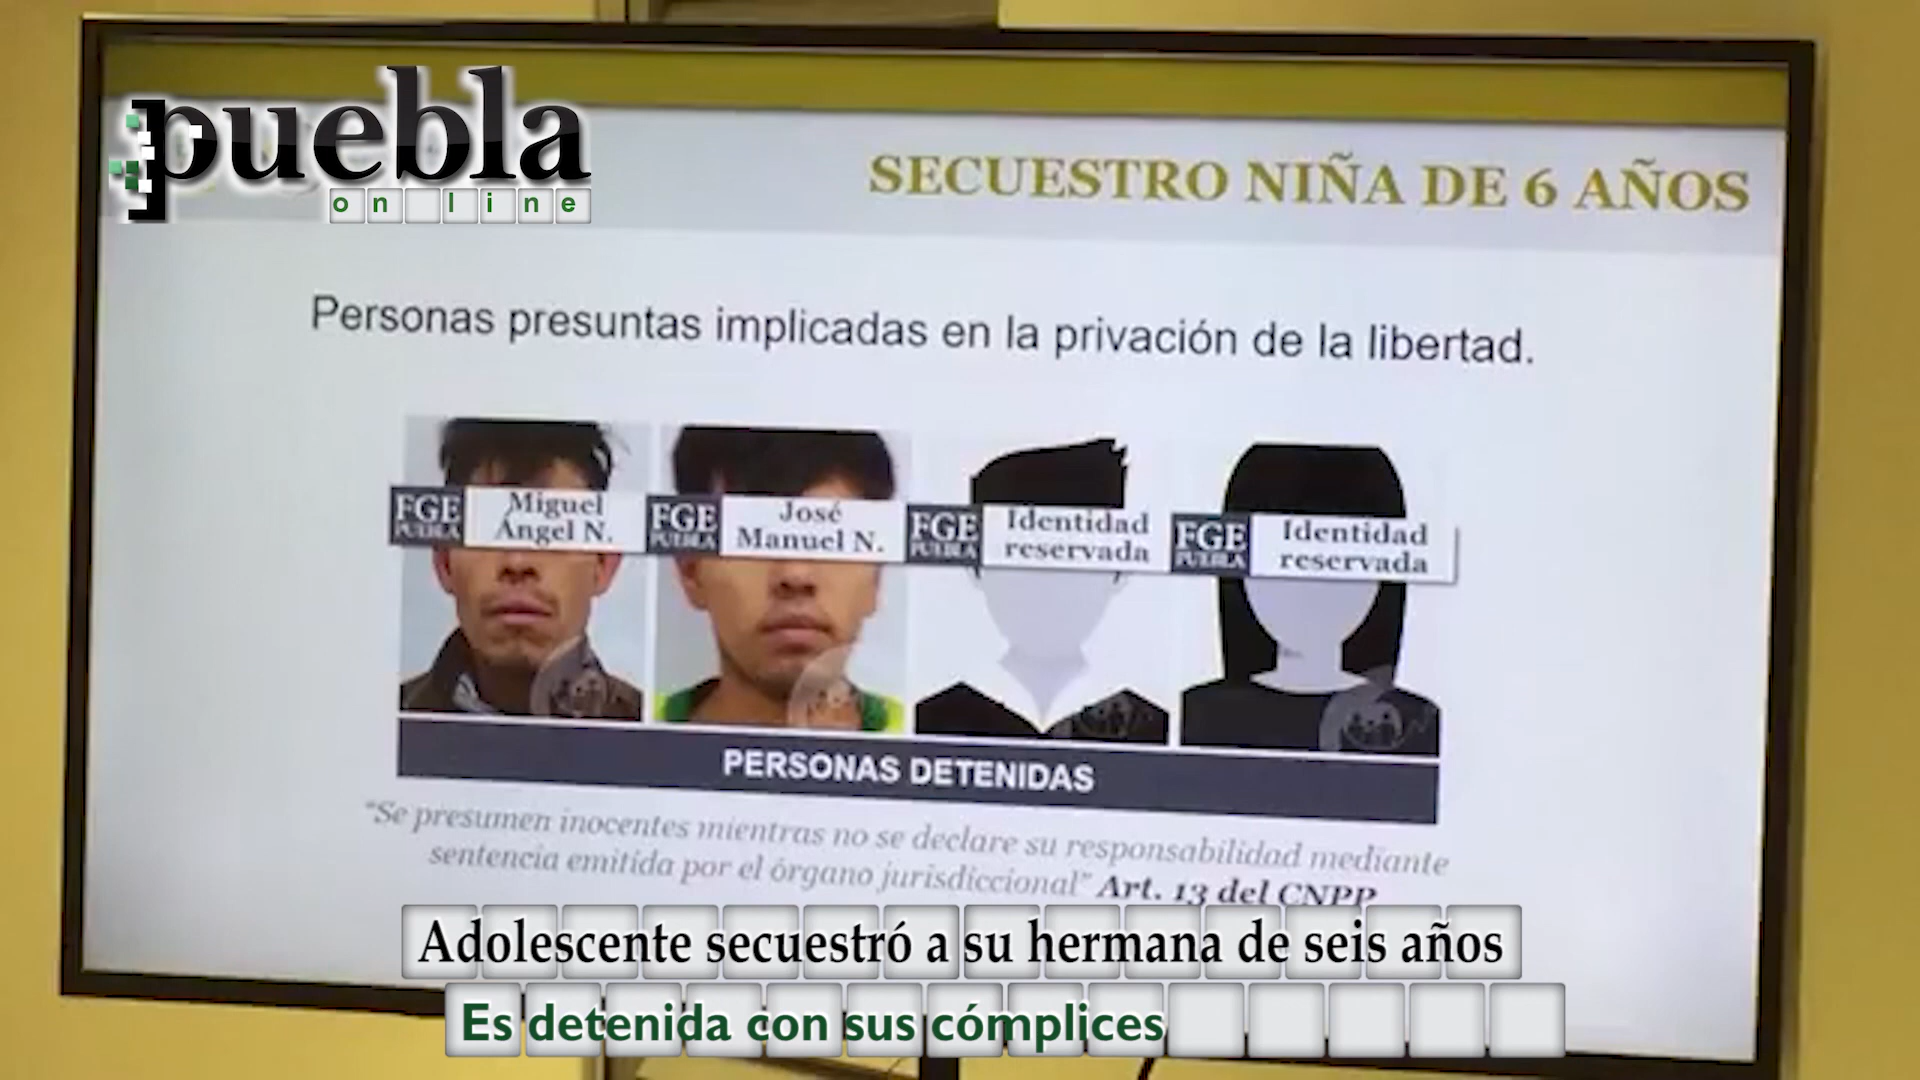 puebla
online
SECUESTRO NIÑA DE 6 AÑOS
Personas presuntas implicadas en la privación de la libertad.
FGE
PUEBLA
Miguel
Ángel N.
FGE
PUEBLA
José
Manuel N.
FGE
PUEBLA
Identidad
reservada
FGE
PUEBLA
Identidad
reservada
PERSONAS DETENIDAS
"Se presumen inocentes mientras no se declare su responsabilidad mediante
sentencia emitida por el órgano jurisdiccional" Art. 13 del CNPP
Adolescente secuestró a su hermana de seis años
Es detenida con sus cómplices